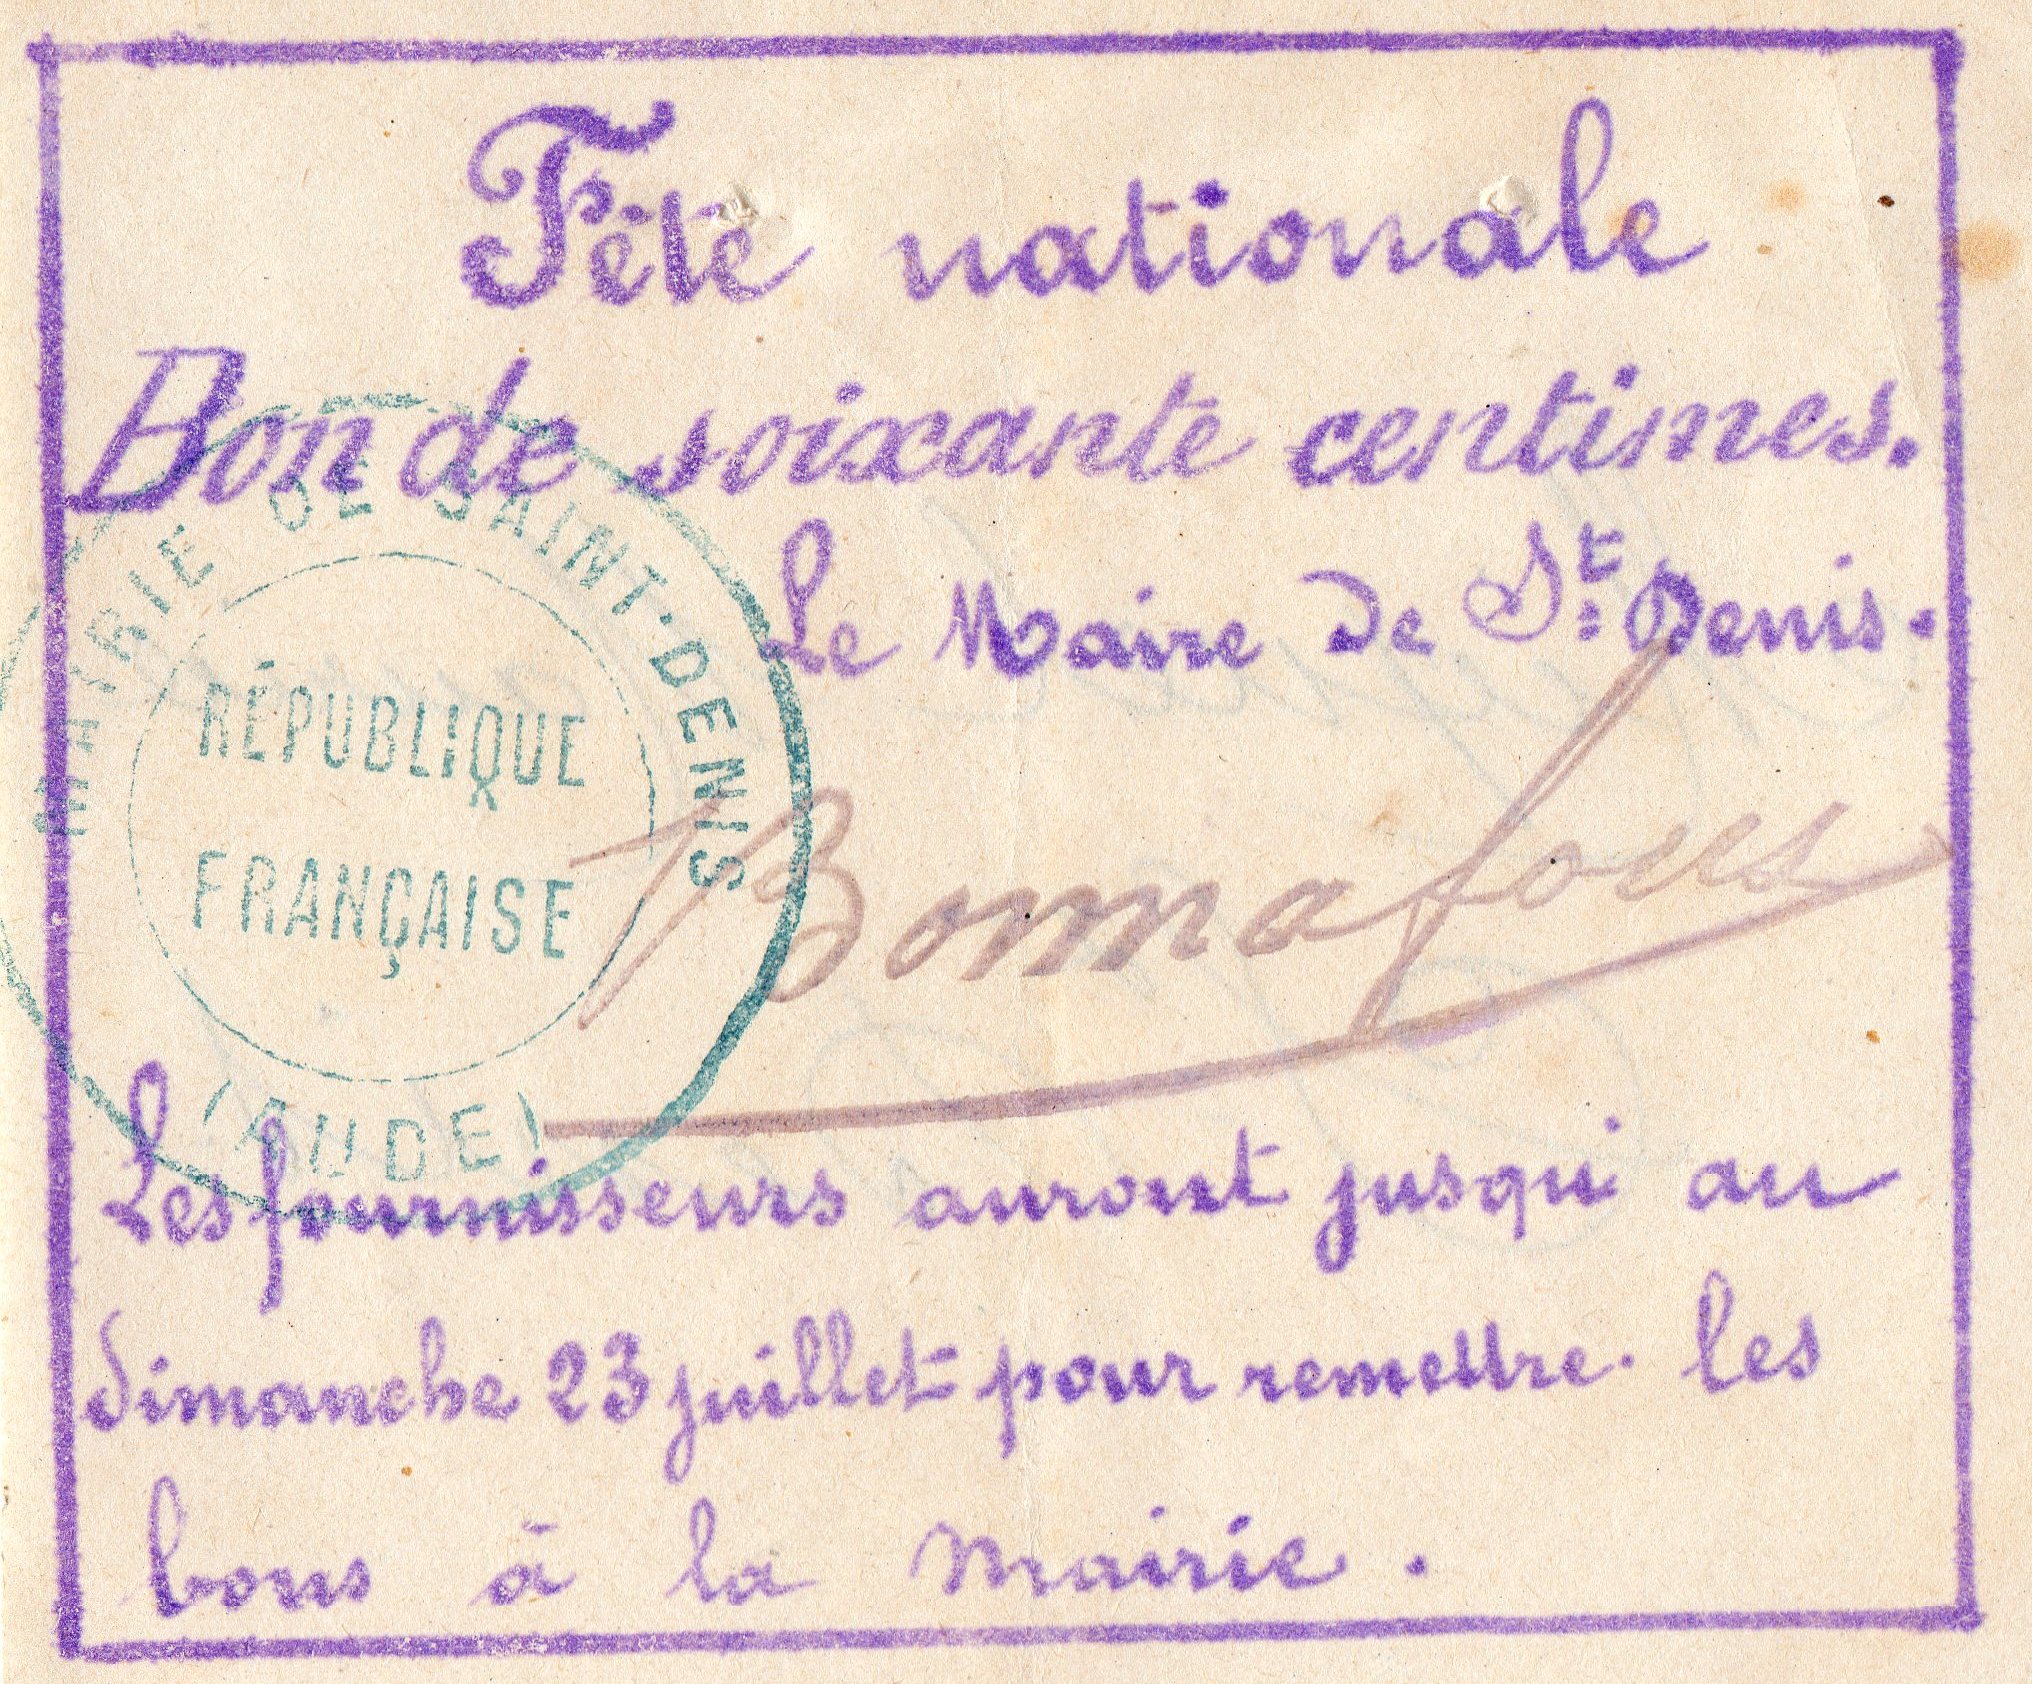 Fête nationale
Bon de soixante centimes.
Le Maire de St. Denis.
MAIRIE DE SAINT-DENIS
RÉPUBLIQUE
FRANÇAISE
(AUDE)
Bonnafous
Les fournisseurs auront jusqu'au
dimanche 23 juillet pour remettre les
bons à la Mairie.